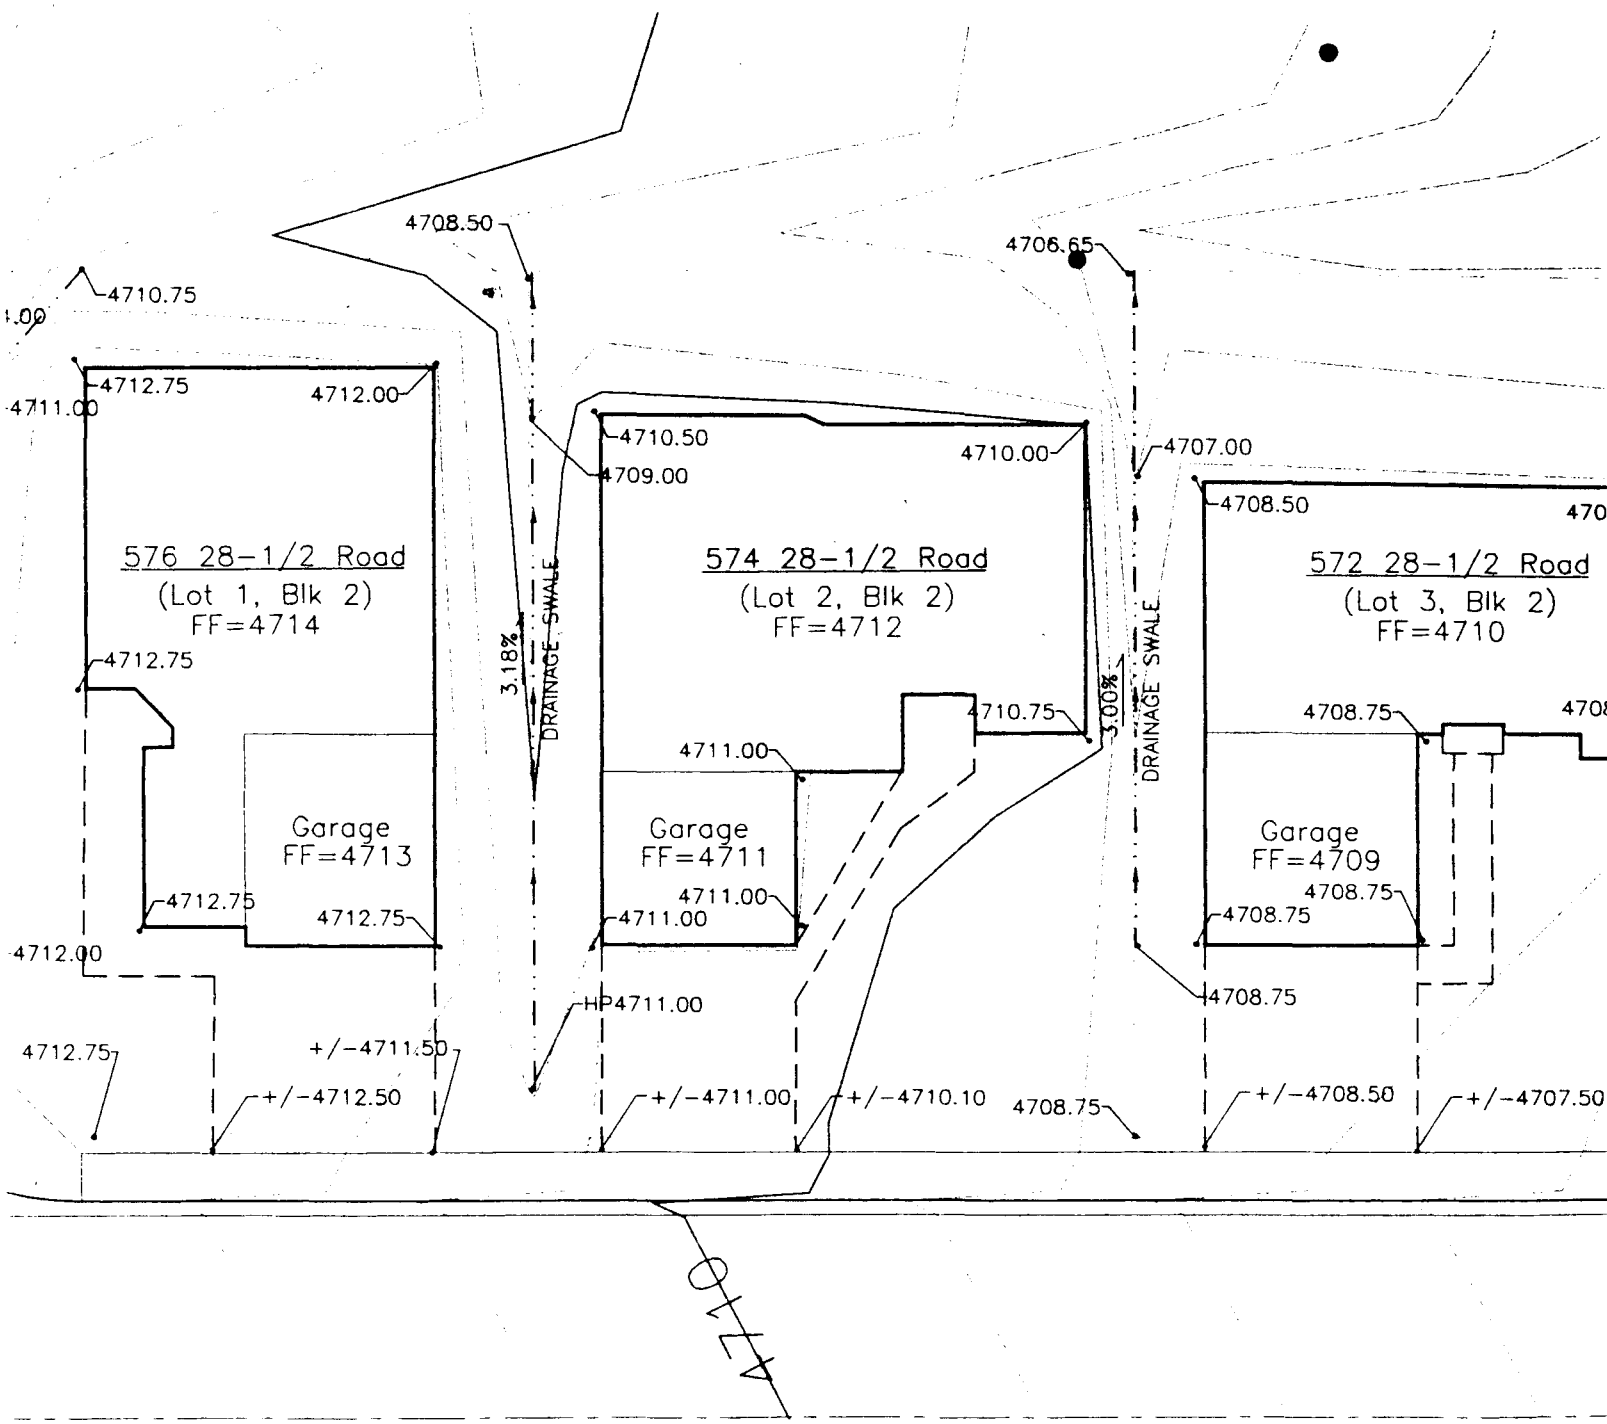 4708.50
4706.65
4710.75
4712.75
4712.00
4711.00
4710.50
4709.00
4710.00
4707.00
4708.50
576 28-1/2 Road
(Lot 1, Blk 2)
FF=4714
574 28-1/2 Road
(Lot 2, Blk 2)
FF=4712
572 28-1/2 Road
(Lot 3, Blk 2)
FF=4710
3.18%
DRAINAGE SWALE
3.00%
DRAINAGE SWALE
4712.75
4710.75
4708.75
4711.00
Garage
FF=4713
Garage
FF=4711
Garage
FF=4709
4712.75
4712.75
4711.00
4711.00
4708.75
4708.75
4712.00
HP4711.00
4708.75
4712.75
+/-4711.50
+/-4712.50
+/-4711.00
+/-4710.10
4708.75
+/-4708.50
+/-4707.50
4710